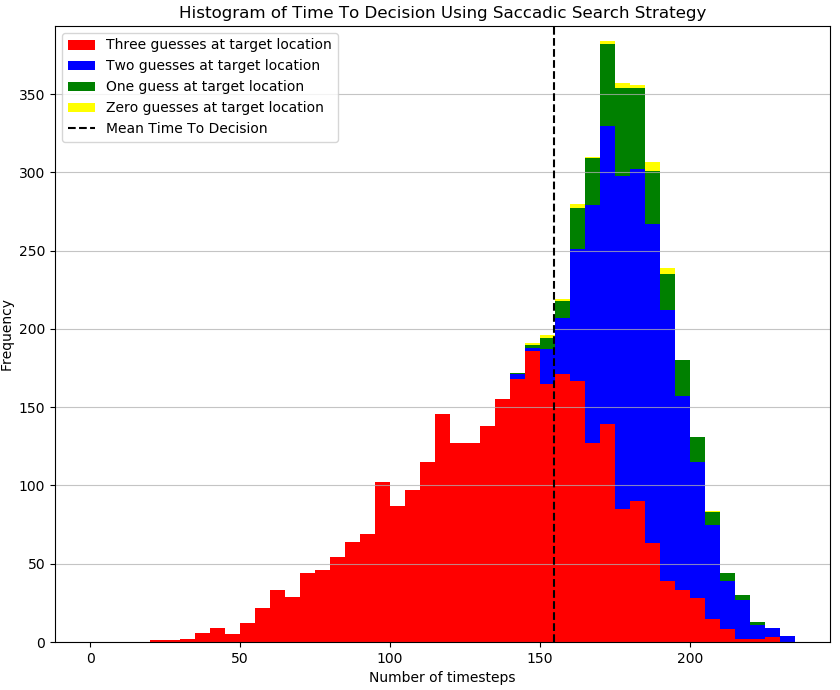 Histogram of Time To Decision Using Saccadic Search Strategy
Three guesses at target location
Two guesses at target location
One guess at target location
Zero guesses at target location
Mean Time To Decision
Frequency
350
300
250
200
150
100
50
0
0 50 100 150 200
Number of timesteps